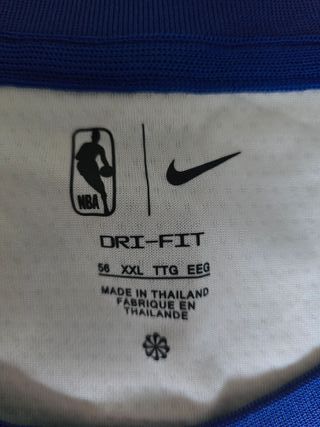 NBA
DRI-FIT
56 XXL TTG EEG
MADE IN THAILAND
FABRIQUE EN
THAILANDE